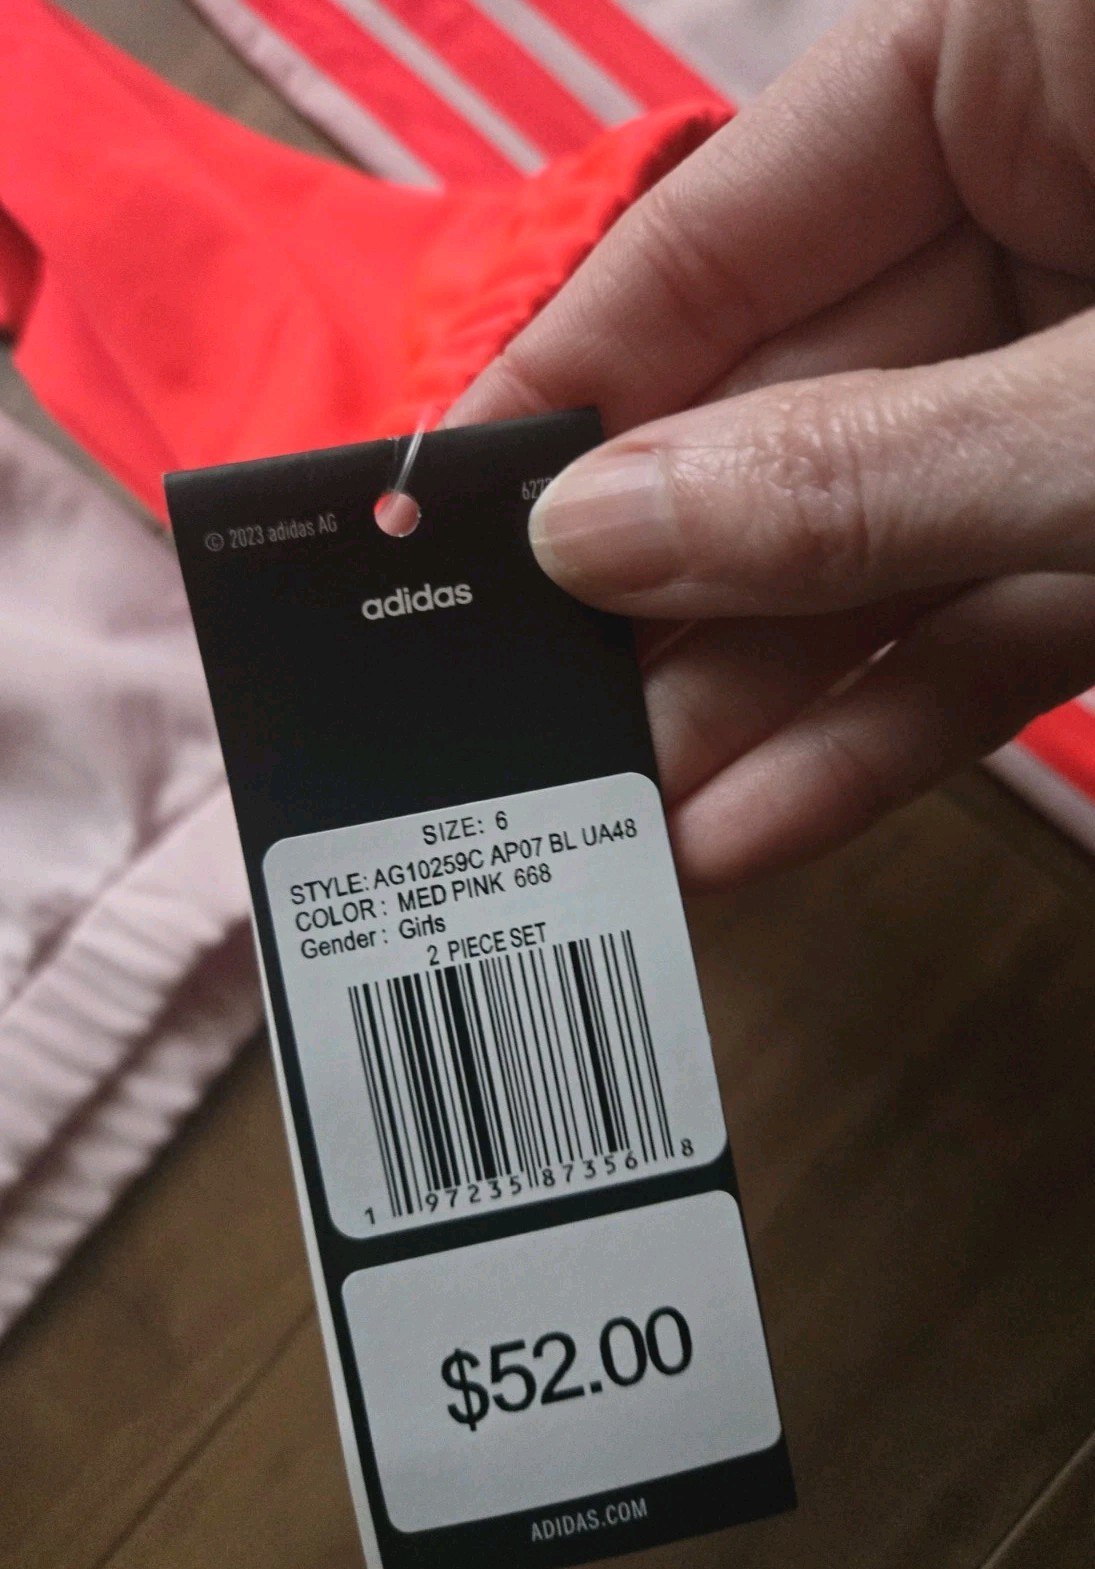 © 2023 adidas AG
adidas
SIZE: 6
STYLE: AG10259C AP07 BL UA48
COLOR: MED PINK 668
Gender: Girls
2 PIECE SET
1 97235 87356 8
$52.00
ADIDAS.COM